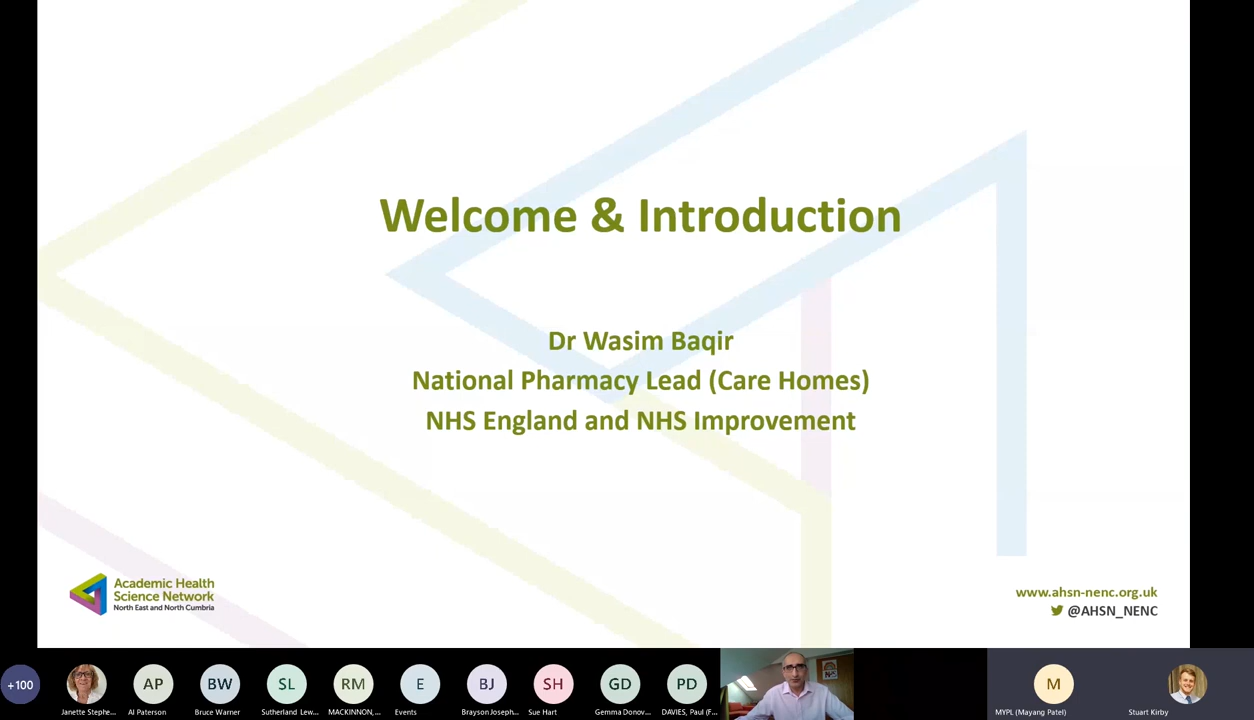 Welcome & Introduction
Dr Wasim Baqir
National Pharmacy Lead (Care Homes)
NHS England and NHS Improvement
Academic Health
Science Network
North East and North Cumbria
www.ahsn-nenc.org.uk
@AHSN_NENC
+100
AP
BW
SL
RM
E
BJ
SH
GD
PD
M
Janette Stephe...
Al Paterson
Bruce Warner
Sutherland Lew...
MACKINNON,...
Events
Brayson Joseph...
Sue Hart
Gemma Donov...
DAVIES, Paul (F...
MYPL (Mayang Patel)
Stuart Kirby